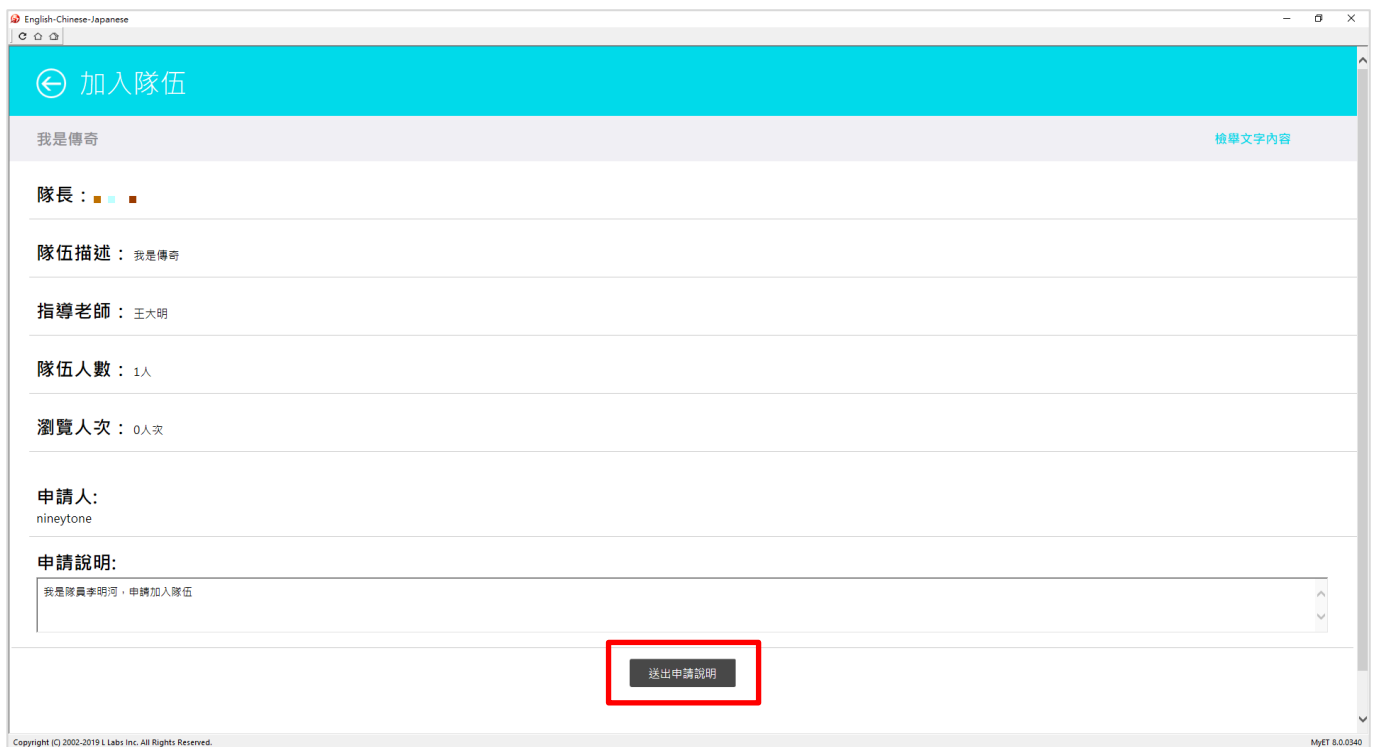 English-Chinese-Japanese
加入隊伍
我是傳奇 檢舉文字內容
隊長：
隊伍描述： 我是傳奇
指導老師： 王大明
隊伍人數： 1人
瀏覽人次： 0人次
申請人:
nineytone
申請說明:
我是隊員李明河，申請加入隊伍
送出申請說明
Copyright (C) 2002-2019 L Labs Inc. All Rights Reserved. MyET 8.0.0340